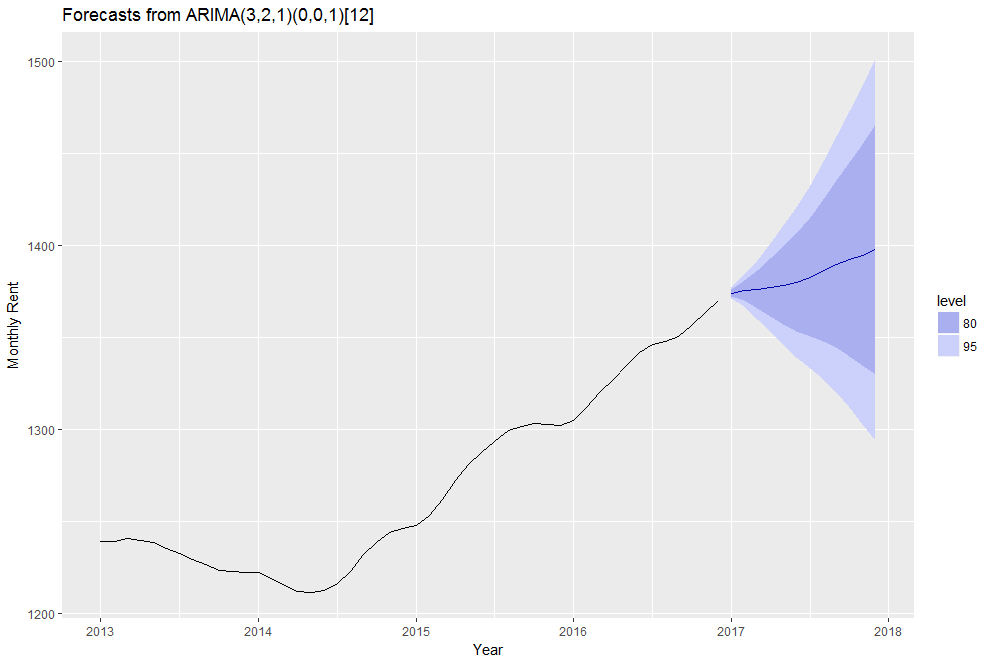 Forecasts from ARIMA(3,2,1)(0,0,1)[12]
1500
1400
1300
1200
Monthly Rent
2013 2014 2015 2016 2017 2018
Year
level
80
95